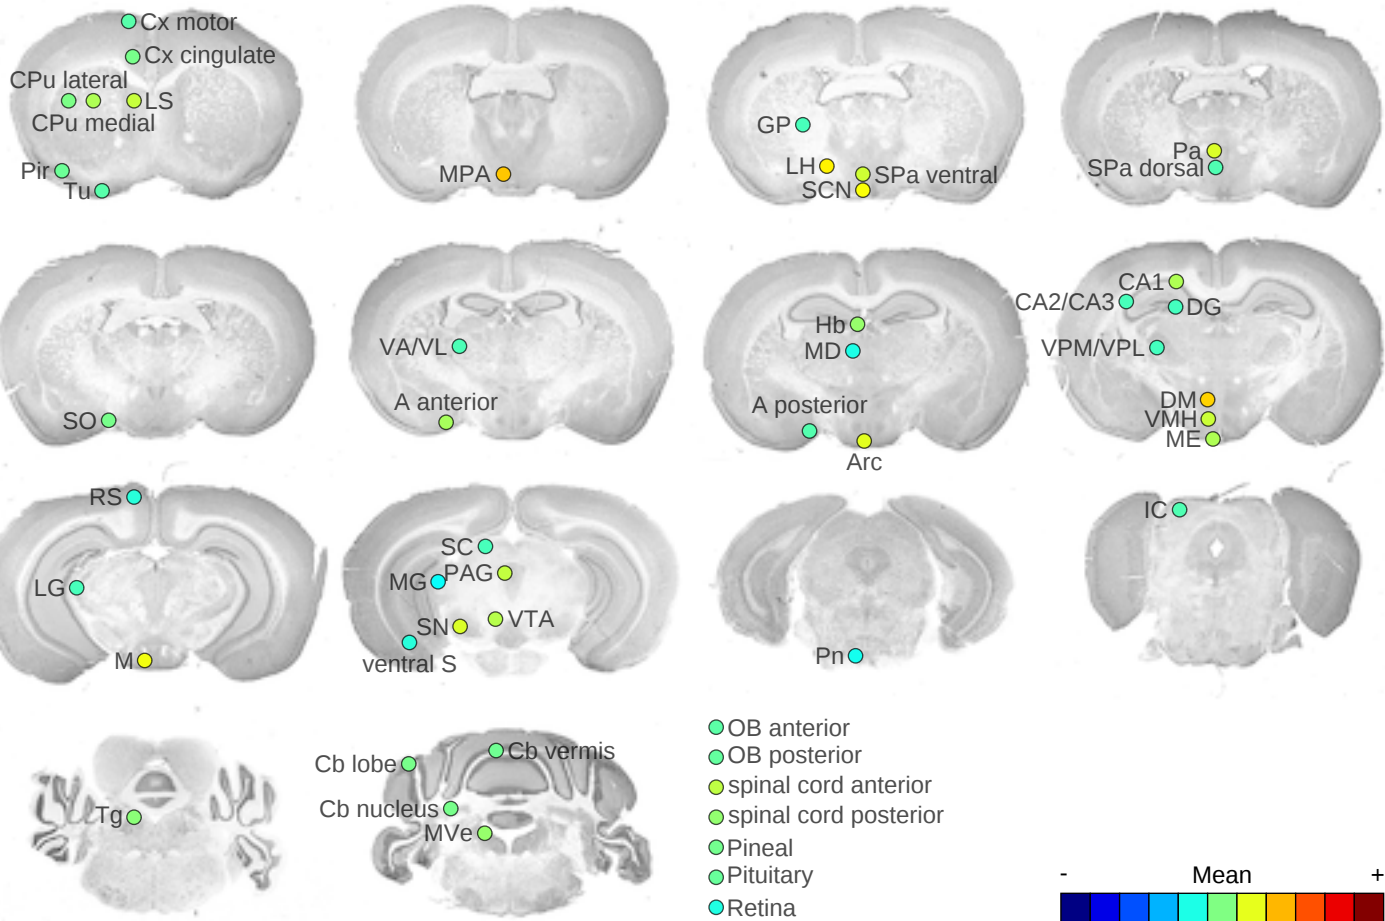 Cx motor
Cx cingulate
CPu lateral
LS
CPu medial
Pir
Tu
MPA
GP
LH
SPa ventral
SCN
Pa
SPa dorsal
SO
VA/VL
A anterior
Hb
MD
A posterior
Arc
CA1
CA2/CA3
DG
VPM/VPL
DM
VMH
ME
RS
LG
M
SC
MG
PAG
SN
VTA
ventral S
Pn
IC
Tg
Cb lobe
Cb vermis
Cb nucleus
MVe
OB anterior
OB posterior
spinal cord anterior
spinal cord posterior
Pineal
Pituitary
Retina
- Mean +